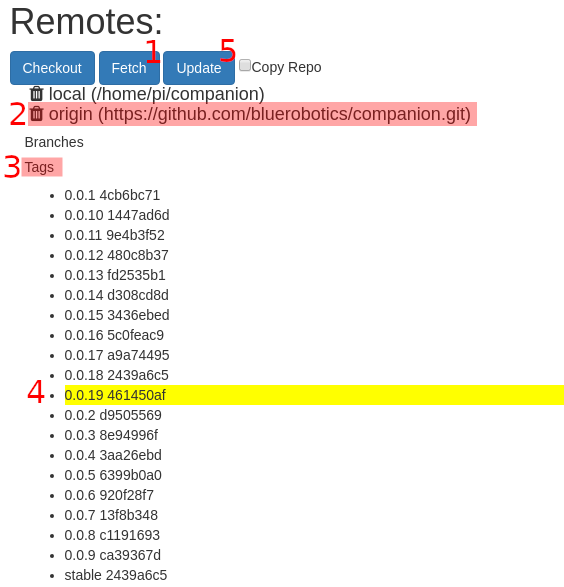 Remotes:
1 5
Checkout Fetch Update Copy Repo
local (/home/pi/companion)
2 origin (https://github.com/bluerobotics/companion.git)
Branches
3 Tags
0.0.1 4cb6bc71
0.0.10 1447ad6d
0.0.11 9e4b3f52
0.0.12 480c8b37
0.0.13 fd2535b1
0.0.14 d308cd8d
0.0.15 3436ebed
0.0.16 5c0feac9
0.0.17 a9a74495
0.0.18 2439a6c5
4 0.0.19 461450af
0.0.2 d9505569
0.0.3 8e94996f
0.0.4 3aa26ebd
0.0.5 6399b0a0
0.0.6 920f28f7
0.0.7 13f8b348
0.0.8 c1191693
0.0.9 ca39367d
stable 2439a6c5